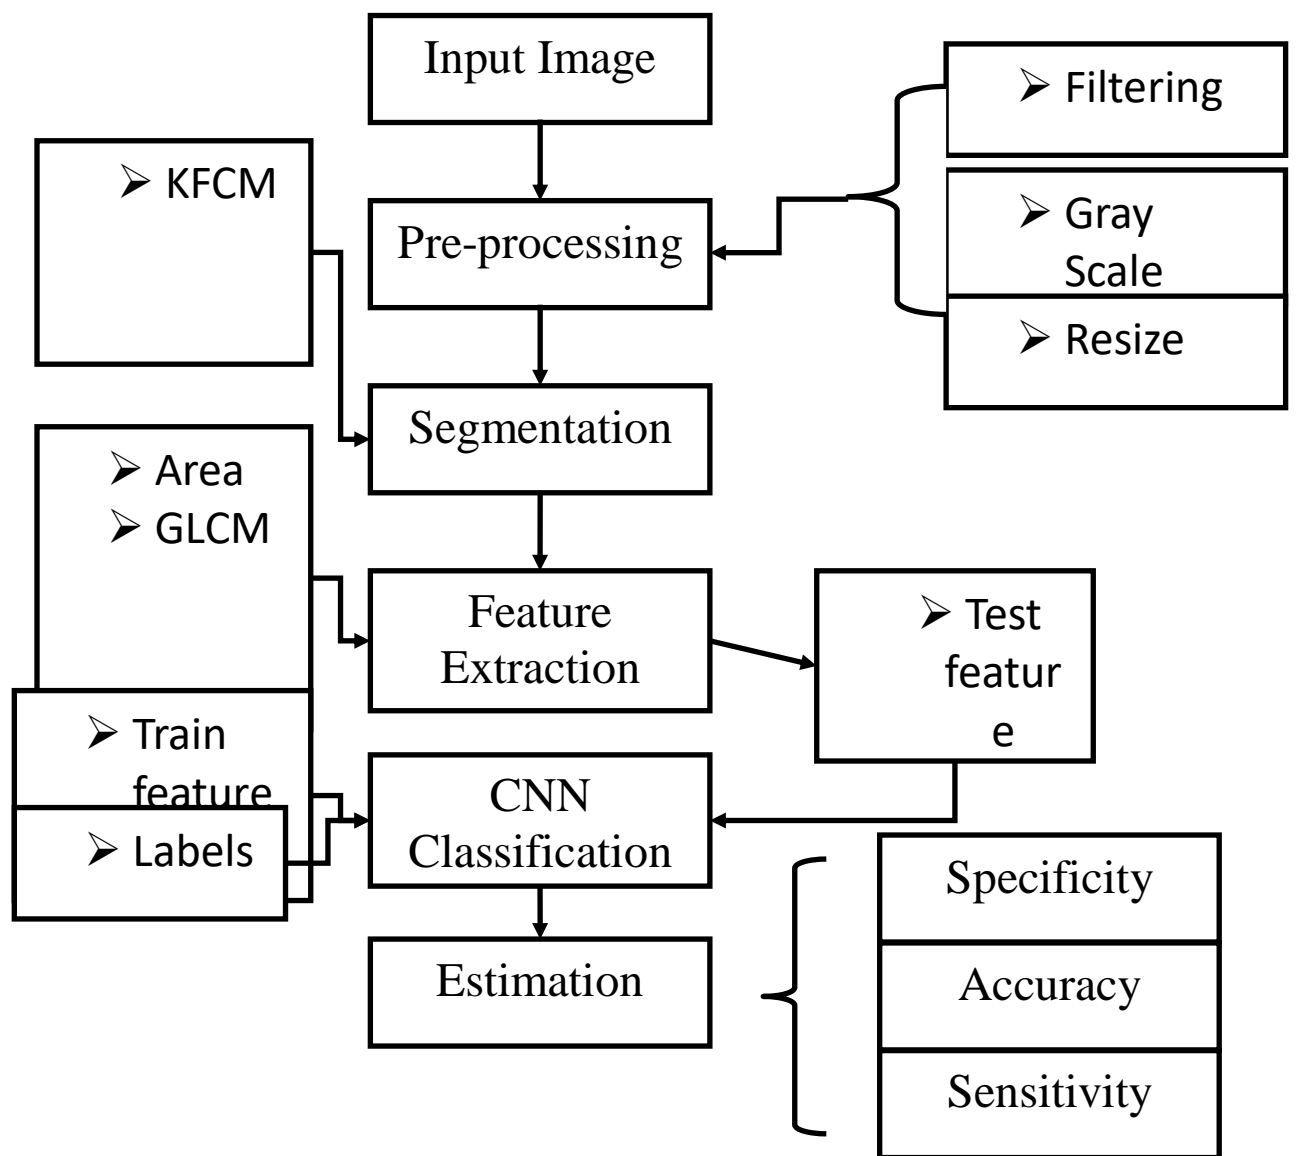 Input Image
➢ Filtering
➢ KFCM
➢ Gray
Scale
Pre-processing
➢ Resize
Segmentation
➢ Area
➢ GLCM
Feature
Extraction
➢ Test
featur
e
➢ Train
feature
➢ Labels
CNN
Classification
Specificity
Estimation
Accuracy
Sensitivity